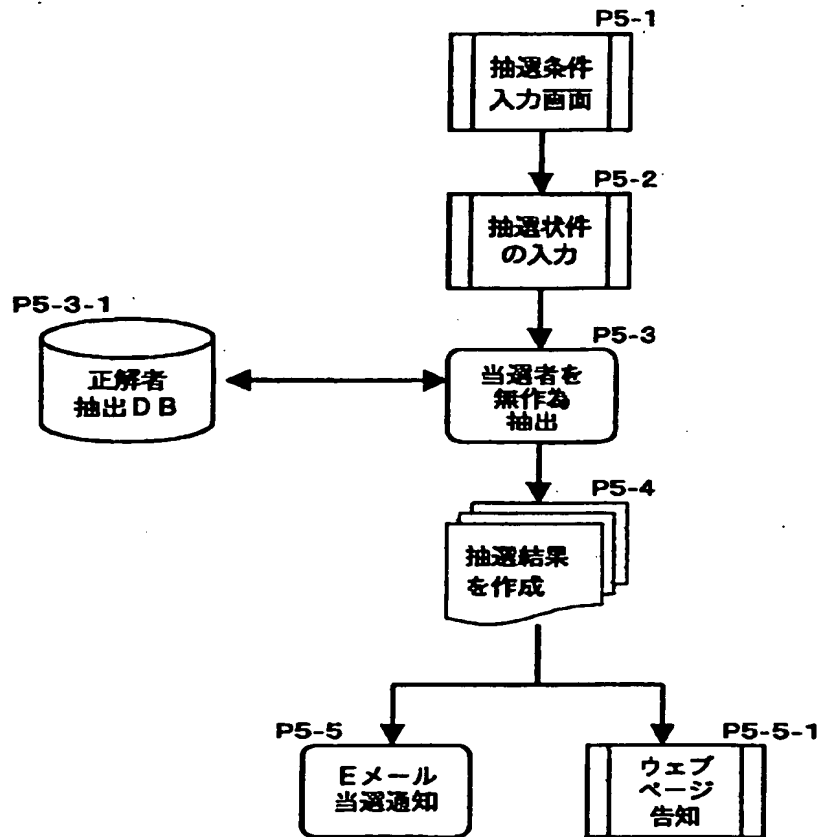 P5-1
抽選条件
入力画面
P5-2
抽選状件
の入力
P5-3-1
正解者
抽出DB
P5-3
当選者を
無作為
抽出
P5-4
抽選結果
を作成
P5-5
Eメール
当選通知
P5-5-1
ウェブ
ページ
告知